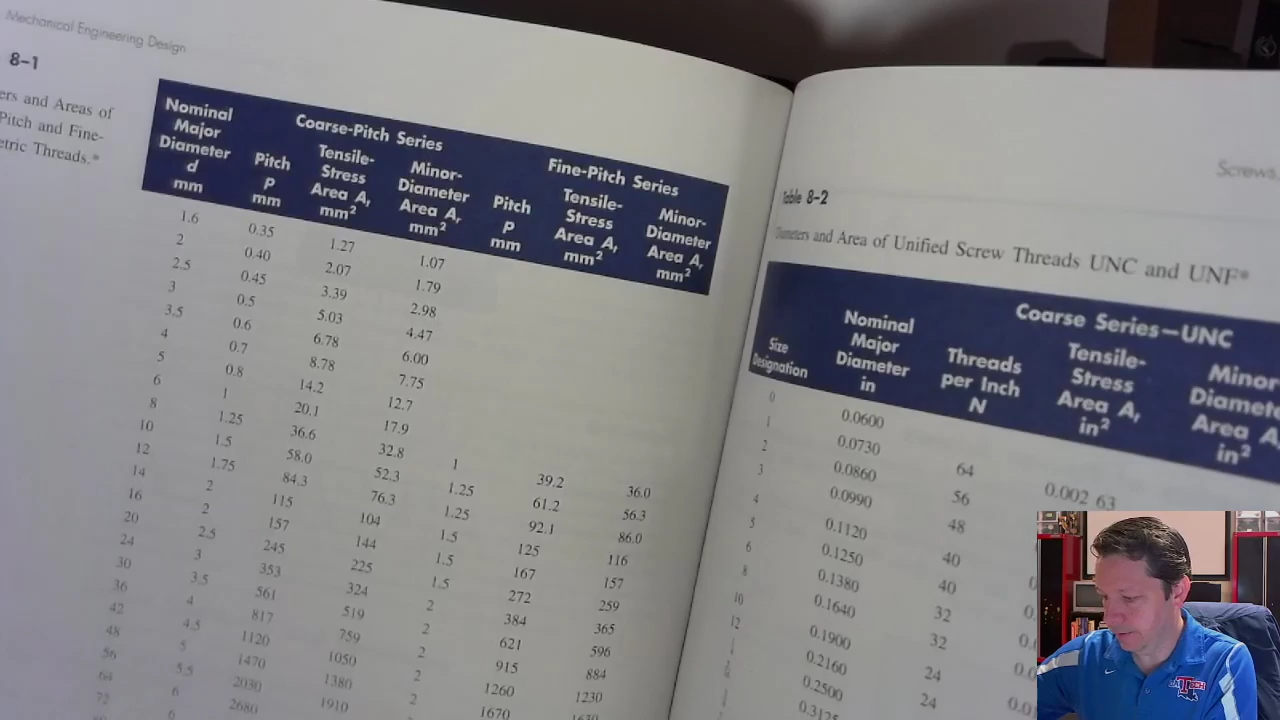 Mechanical Engineering Design
8–1
ers and Areas of
Pitch and Fine-
etric Threads.*
Coarse-Pitch Series
Fine-Pitch Series
Nominal
Major
Diameter
d
mm
Pitch
p
mm
Tensile-
Stress
Area At
mm²
Minor-
Diameter
Area Ar
mm²
Pitch
p
mm
Tensile-
Stress
Area At
mm²
Minor-
Diameter
Area Ar
mm²
1.6 0.35 1.27 1.07
2 0.40 2.07 1.79
2.5 0.45 3.39 2.98
3 0.5 5.03 4.47
3.5 0.6 6.78 6.00
4 0.7 8.78 7.75
5 0.8 14.2 12.7
6 1 20.1 17.9
8 1.25 36.6 32.8 1 39.2 36.0
10 1.5 58.0 52.3 1.25 61.2 56.3
12 1.75 84.3 76.3 1.25 92.1 86.0
14 2 115 104 1.5 125 116
16 2 157 144 1.5 167 157
20 2.5 245 225 1.5 272 259
24 3 353 324 2 384 365
30 3.5 561 519 2 621 596
36 4 817 759 2 915 884
42 4.5 1120 1050 2 1260 1230
48 5 1470 1380 2 1670
56 5.5 2030 1910
64 6 2680
72 6
Screws,
Table 8–2
Diameters and Area of Unified Screw Threads UNC and UNF*
Coarse Series—UNC
Size
Designation
Nominal
Major
Diameter
in
Threads
per Inch
N
Tensile-
Stress
Area At
in²
Minor
Diamete
Area A
in²
0 0.0600
1 0.0730 64 0.002 63
2 0.0860 56
3 0.0990 48
4 0.1120 40
5 0.1250 40
6 0.1380 32
8 0.1640 32
10 0.1900 24
12 0.2160 24
0.2500
0.3125